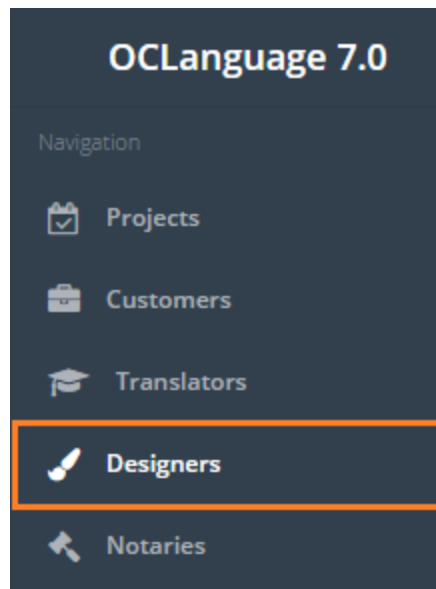 OCLanguage 7.0
Navigation
Projects
Customers
Translators
Designers
Notaries